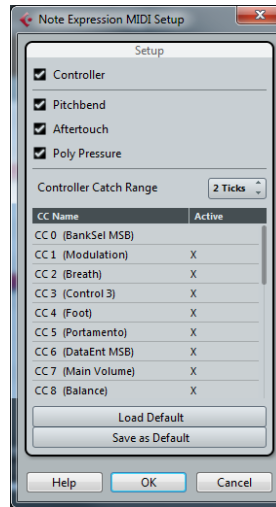 Note Expression MIDI Setup
Setup
Controller
Pitchbend
Aftertouch
Poly Pressure
Controller Catch Range 2 Ticks
CC Name Active
CC 0 (BankSel MSB)
CC 1 (Modulation) X
CC 2 (Breath) X
CC 3 (Control 3) X
CC 4 (Foot) X
CC 5 (Portamento) X
CC 6 (DataEnt MSB) X
CC 7 (Main Volume) X
CC 8 (Balance) X
Load Default
Save as Default
Help OK Cancel